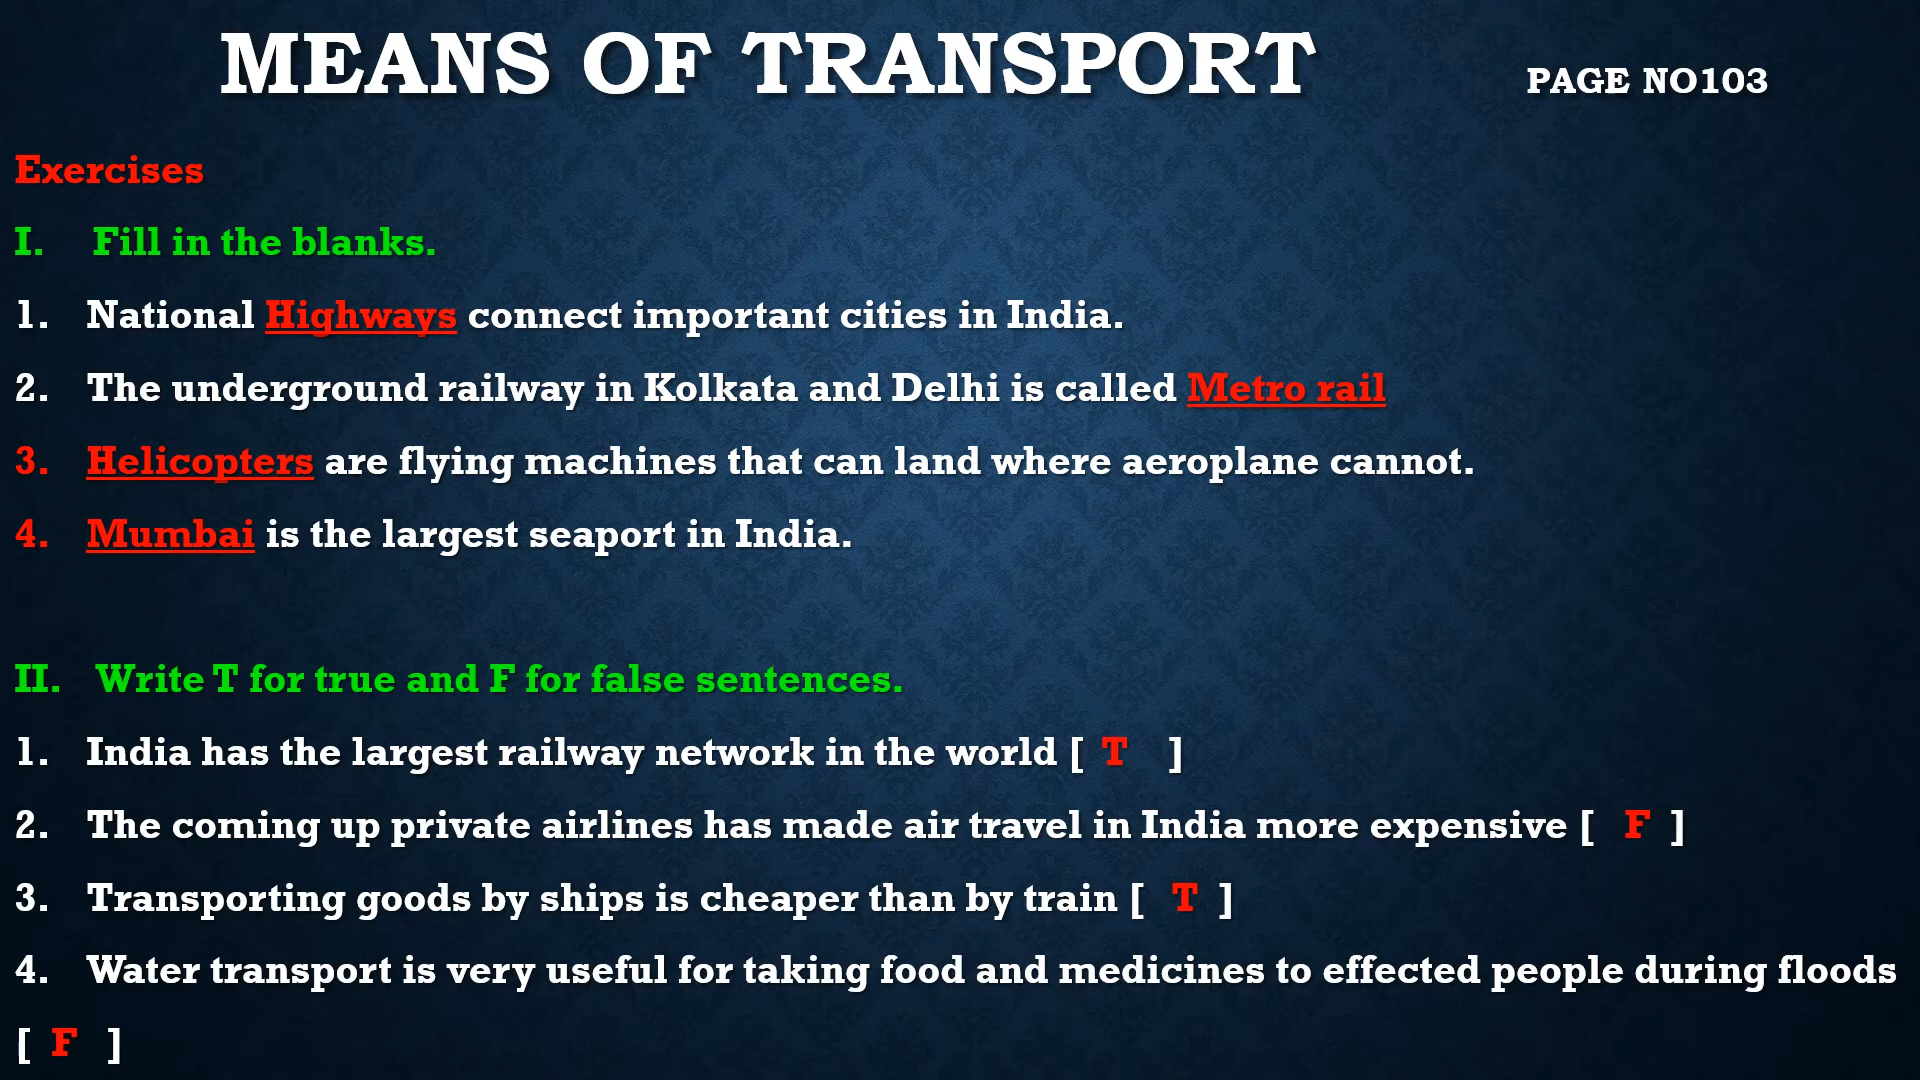 MEANS OF TRANSPORT PAGE NO103
Exercises
I. Fill in the blanks.
1. National Highways connect important cities in India.
2. The underground railway in Kolkata and Delhi is called Metro rail
3. Helicopters are flying machines that can land where aeroplane cannot.
4. Mumbai is the largest seaport in India.
II. Write T for true and F for false sentences.
1. India has the largest railway network in the world [ T ]
2. The coming up private airlines has made air travel in India more expensive [ F ]
3. Transporting goods by ships is cheaper than by train [ T ]
4. Water transport is very useful for taking food and medicines to effected people during floods
[ F ]